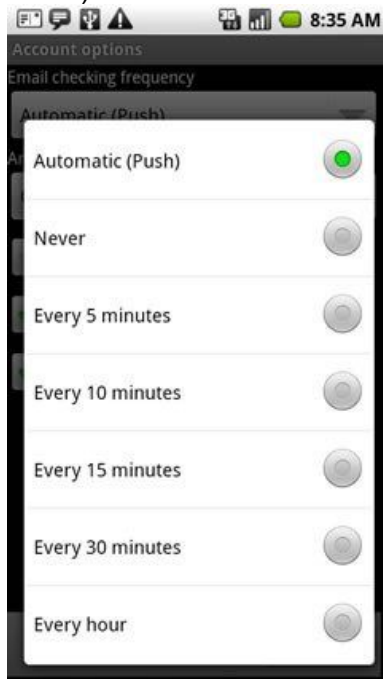 8:35 AM
Account options
Email checking frequency
Automatic (Push)
Automatic (Push)
Never
Every 5 minutes
Every 10 minutes
Every 15 minutes
Every 30 minutes
Every hour